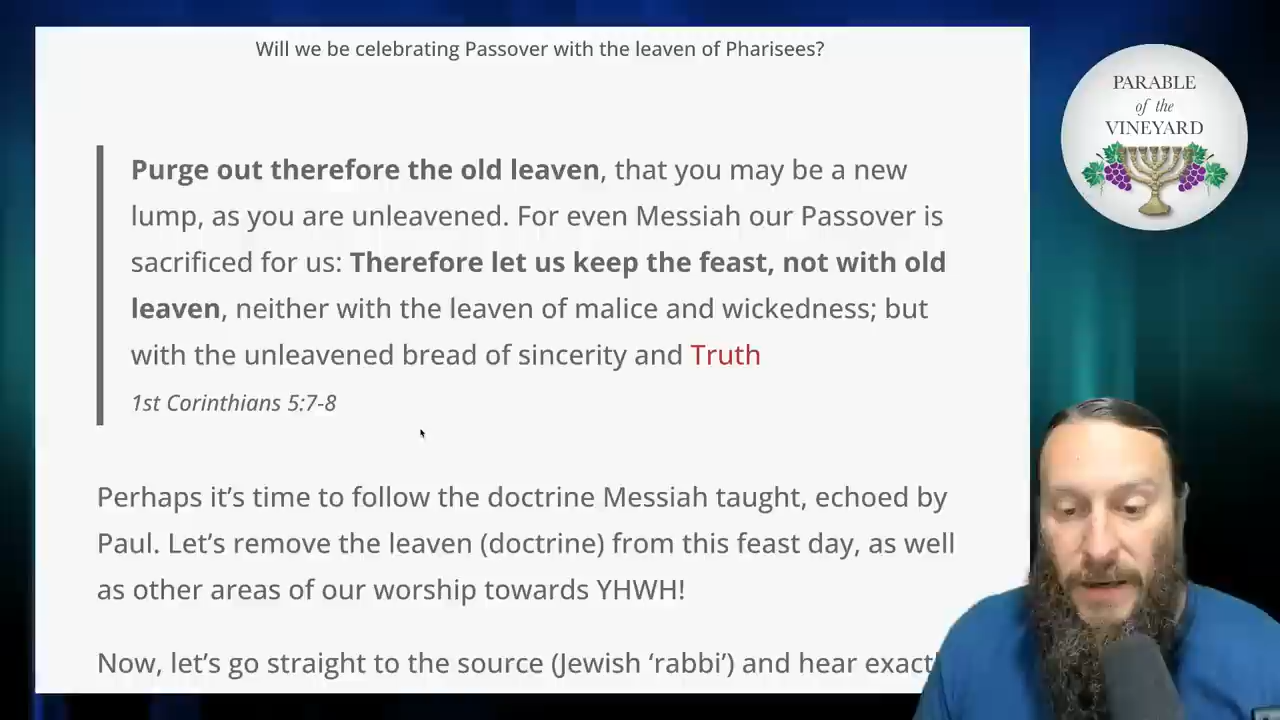 Will we be celebrating Passover with the leaven of Pharisees?
Purge out therefore the old leaven, that you may be a new
lump, as you are unleavened. For even Messiah our Passover is
sacrificed for us: Therefore let us keep the feast, not with old
leaven, neither with the leaven of malice and wickedness; but
with the unleavened bread of sincerity and Truth
1st Corinthians 5:7-8
Perhaps it’s time to follow the doctrine Messiah taught, echoed by
Paul. Let’s remove the leaven (doctrine) from this feast day, as well
as other areas of our worship towards YHWH!
Now, let’s go straight to the source (Jewish ‘rabbi’) and hear
PARABLE
of the
VINEYARD